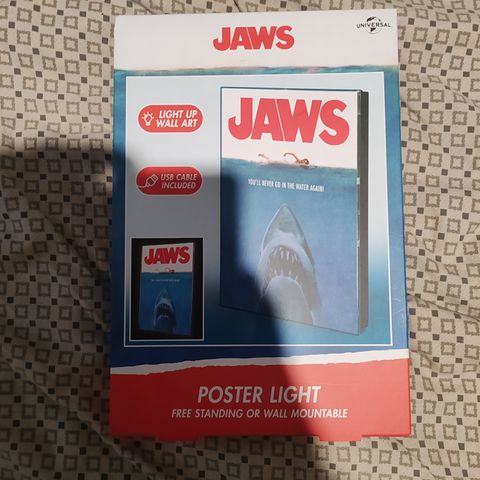 JAWS
UNIVERSAL
LIGHT UP
WALL ART
JAWS
USB CABLE
INCLUDED
YOU'LL NEVER GO IN THE WATER AGAIN!
JAWS
POSTER LIGHT
FREE STANDING OR WALL MOUNTABLE